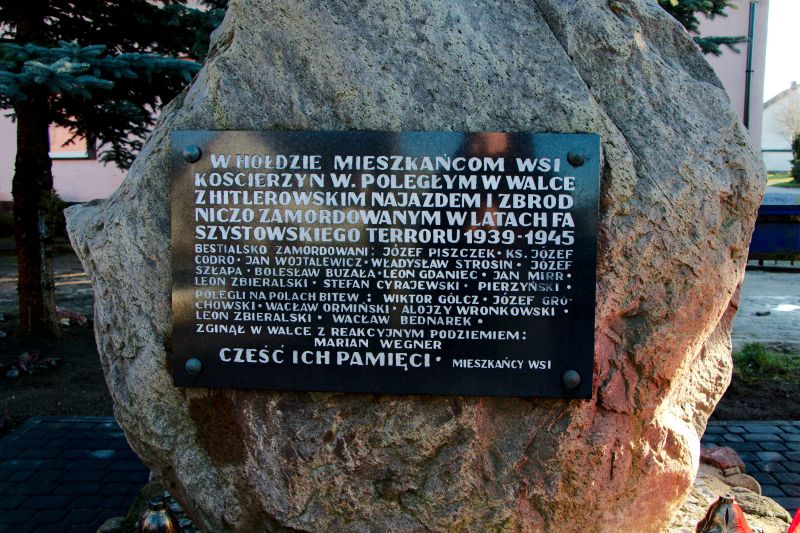 W HOŁDZIE MIESZKAŃCOM WSI
KOŚCIERZYN W. POLEGŁYM W WALCE
Z HITLEROWSKIM NAJAZDEM I ZBROD
NICZO ZAMORDOWANYM W LATACH FA
SZYSTOWSKIEGO TERRORU 1939-1945
BESTIALSKO ZAMORDOWANI: JÓZEF PISZCZEK • KS. JÓZEF
CODRO • JAN WOJTALEWICZ • WŁADYSŁAW STROSIN • JÓZEF
SZŁAPA • BOLESŁAW BUZAŁA • LEON GDANIEC • JAN MIRR •
LEON ZBIERALSKI • STEFAN CYRAJEWSKI • PIERZYŃSKI •
POLEGLI NA POLACH BITEW: WIKTOR GÓLCZ • JÓZEF GRO
CHOWSKI • WACŁAW ORMIŃSKI • ALOJZY WRONKOWSKI •
LEON ZBIERALSKI • WACŁAW BEDNAREK •
ZGINĄŁ W WALCE Z REAKCYJNYM PODZIEMIEM:
MARIAN WEGNER
CZEŚĆ ICH PAMIĘCI • MIESZKAŃCY WSI